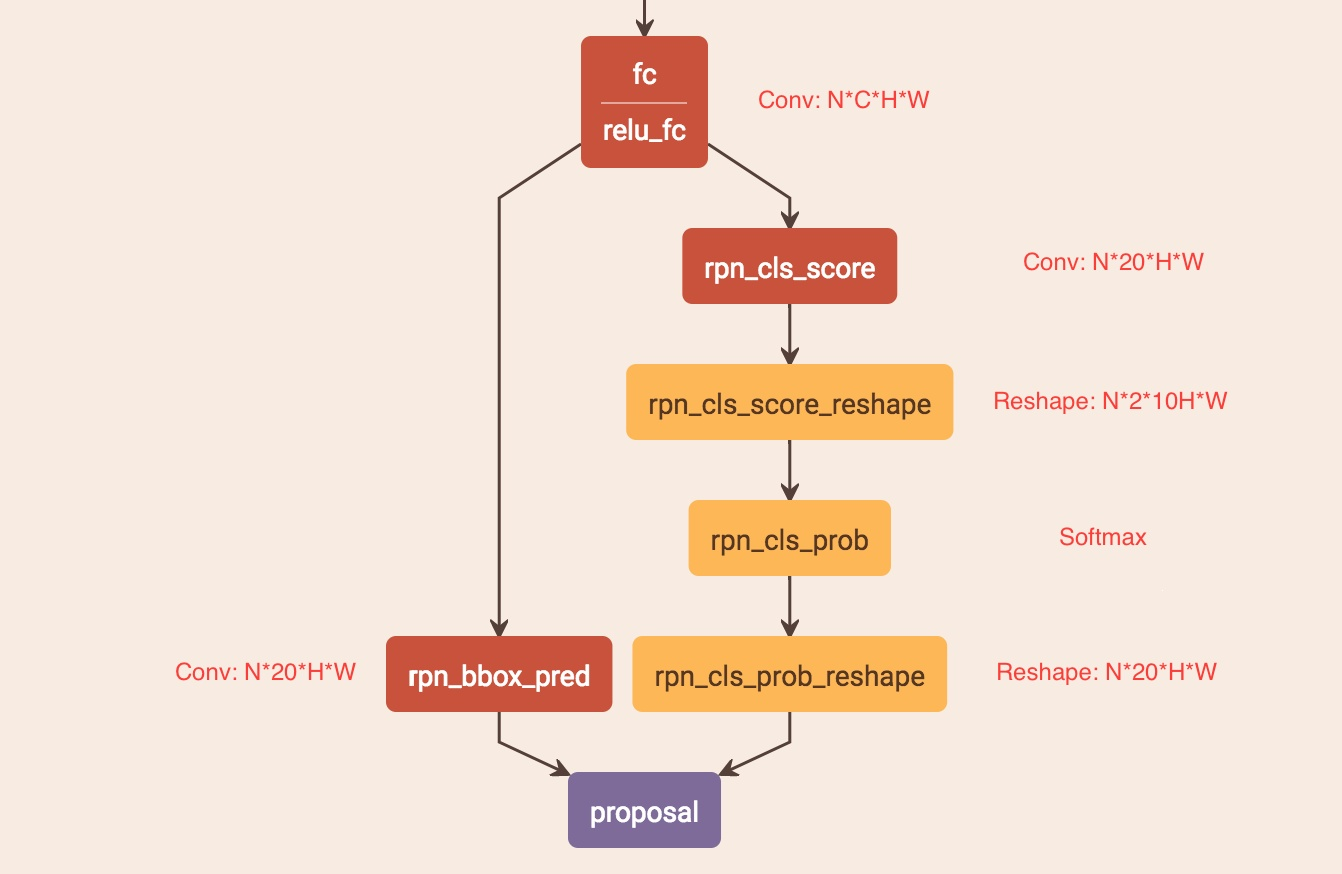 fc
relu_fc
Conv: N*C*H*W
rpn_cls_score
Conv: N*20*H*W
rpn_cls_score_reshape
Reshape: N*2*10H*W
rpn_cls_prob
Softmax
Conv: N*20*H*W
rpn_bbox_pred
rpn_cls_prob_reshape
Reshape: N*20*H*W
proposal